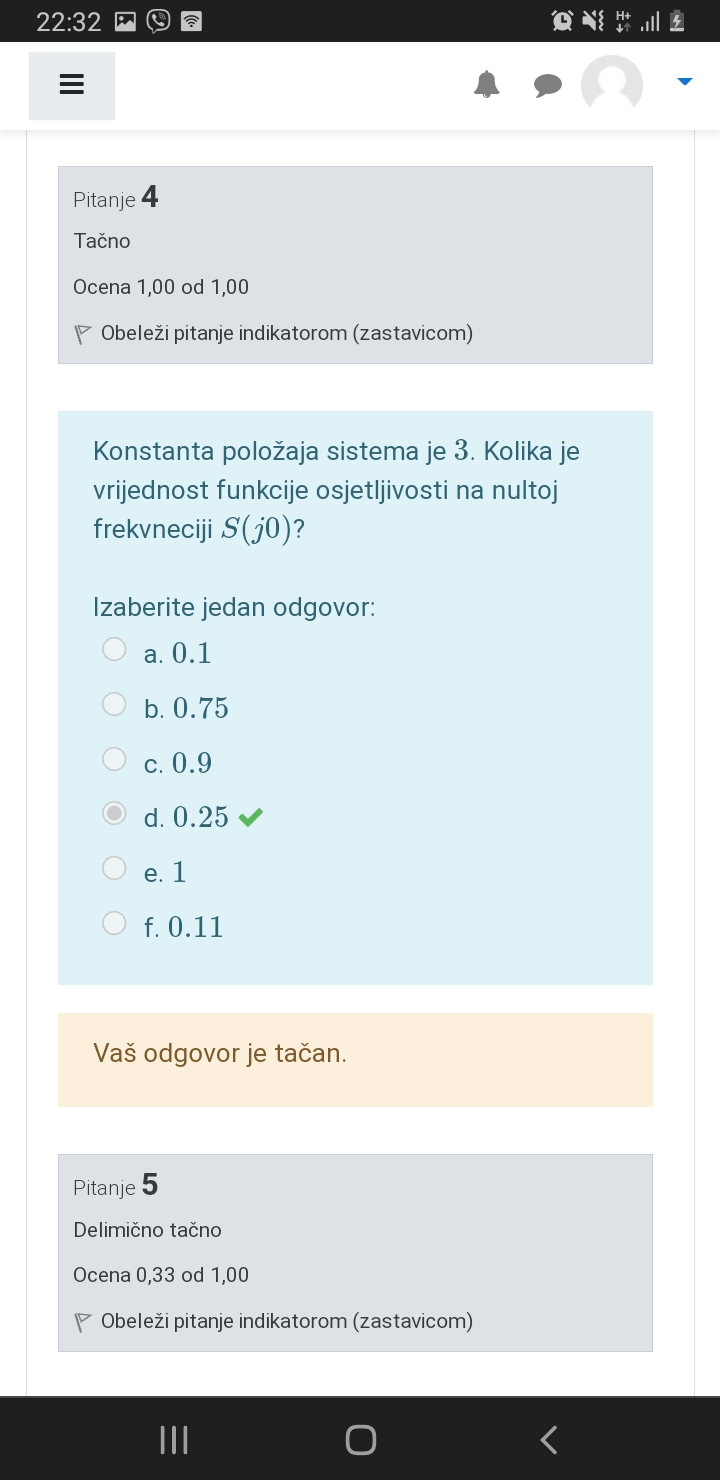 22:32
H+
Pitanje 4
Tačno
Ocena 1,00 od 1,00
Obeleži pitanje indikatorom (zastavicom)
Konstanta položaja sistema je 3. Kolika je
vrijednost funkcije osjetljivosti na nultoj
frekvneciji S(j0)?
Izaberite jedan odgovor:
a. 0.1
b. 0.75
c. 0.9
d. 0.25
e. 1
f. 0.11
Vaš odgovor je tačan.
Pitanje 5
Delimično tačno
Ocena 0,33 od 1,00
Obeleži pitanje indikatorom (zastavicom)